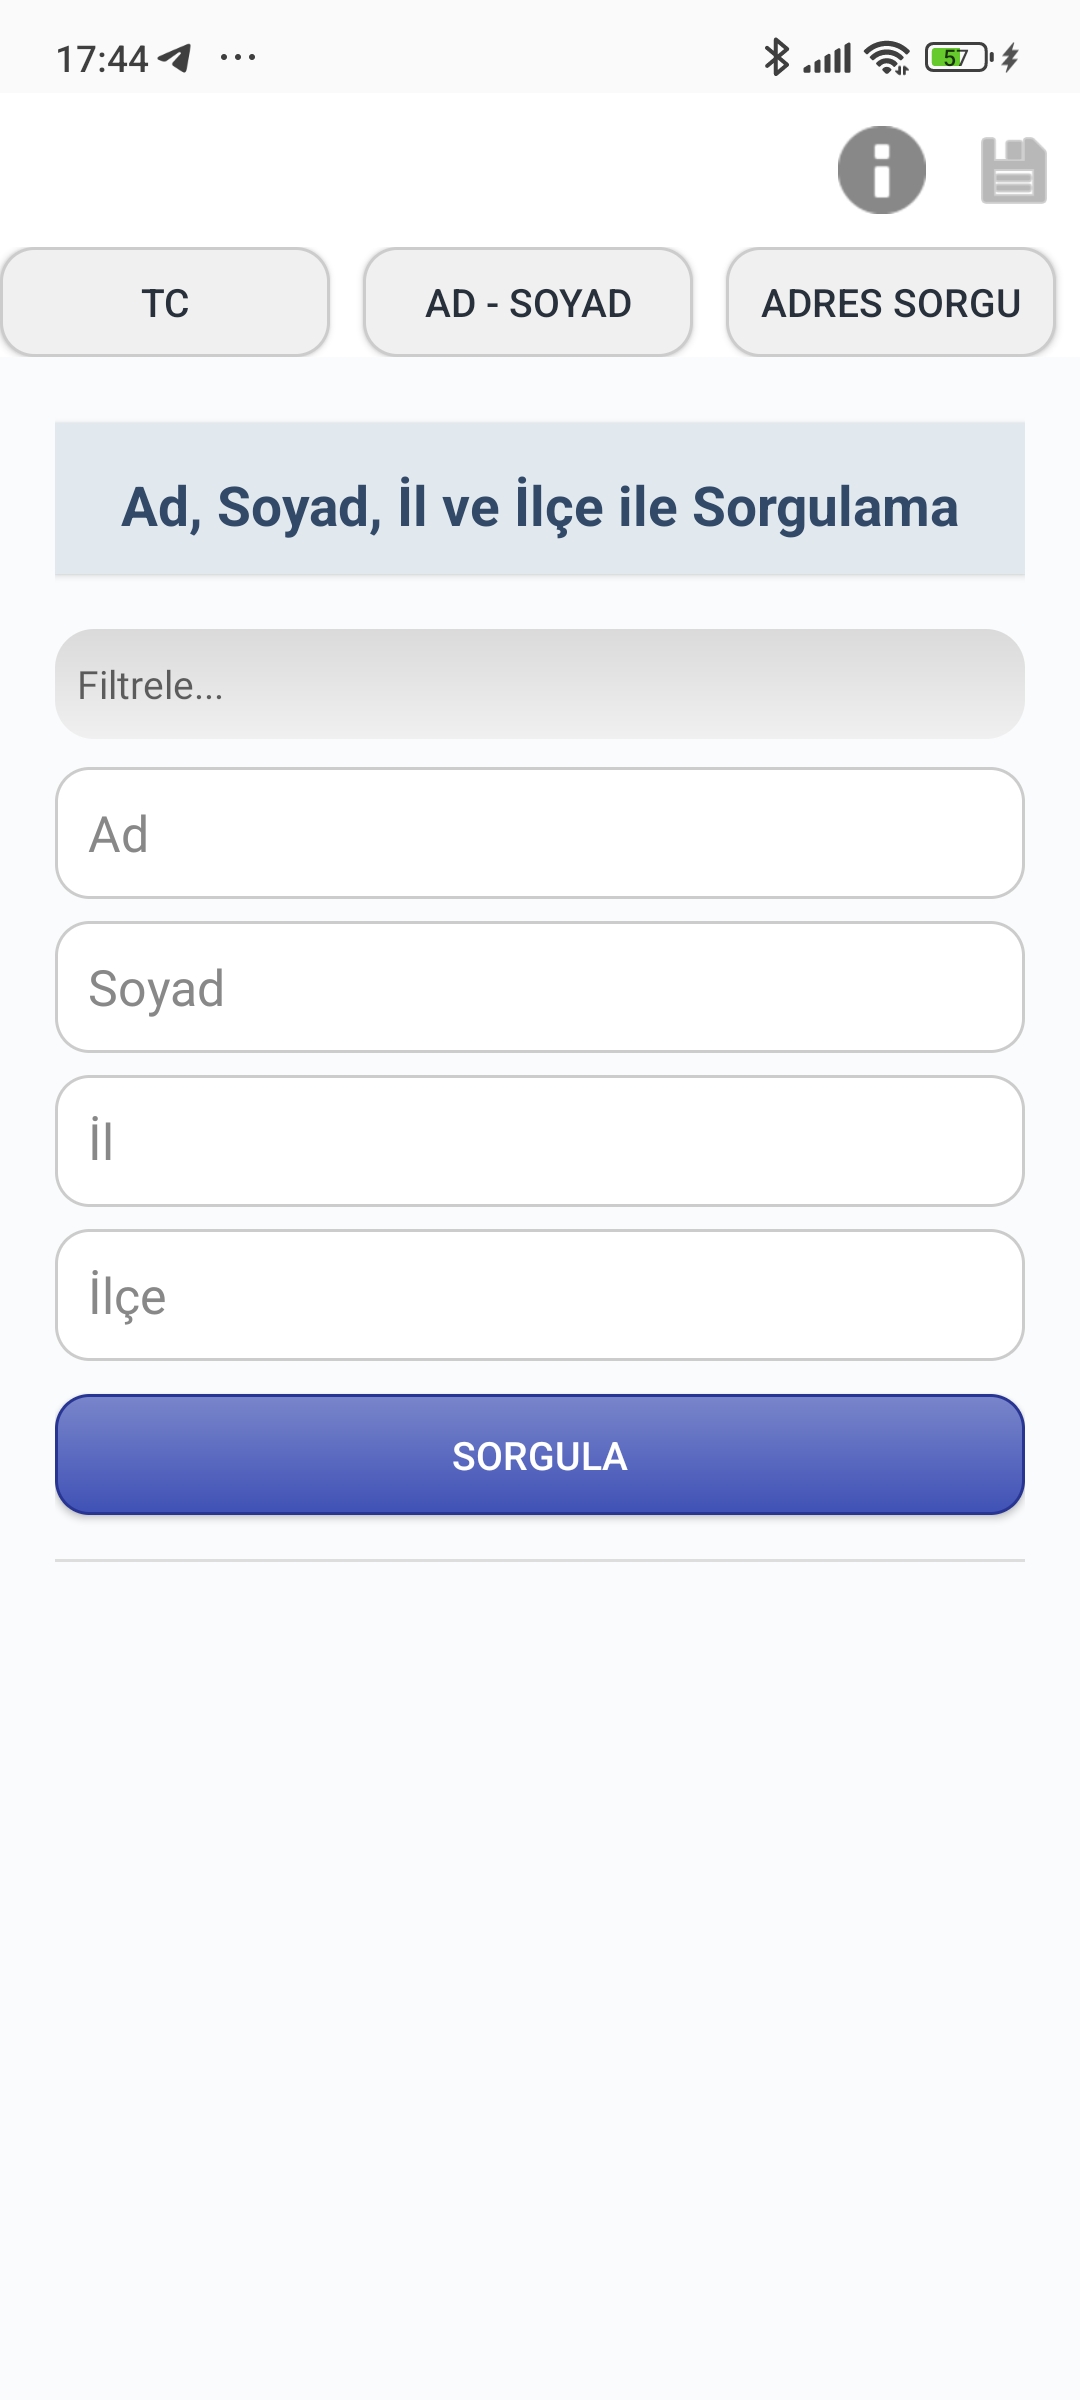 17:44 ... 57
TC
AD - SOYAD
ADRES SORGU
Ad, Soyad, İl ve İlçe ile Sorgulama
Filtrele...
Ad
Soyad
İl
İlçe
SORGULA